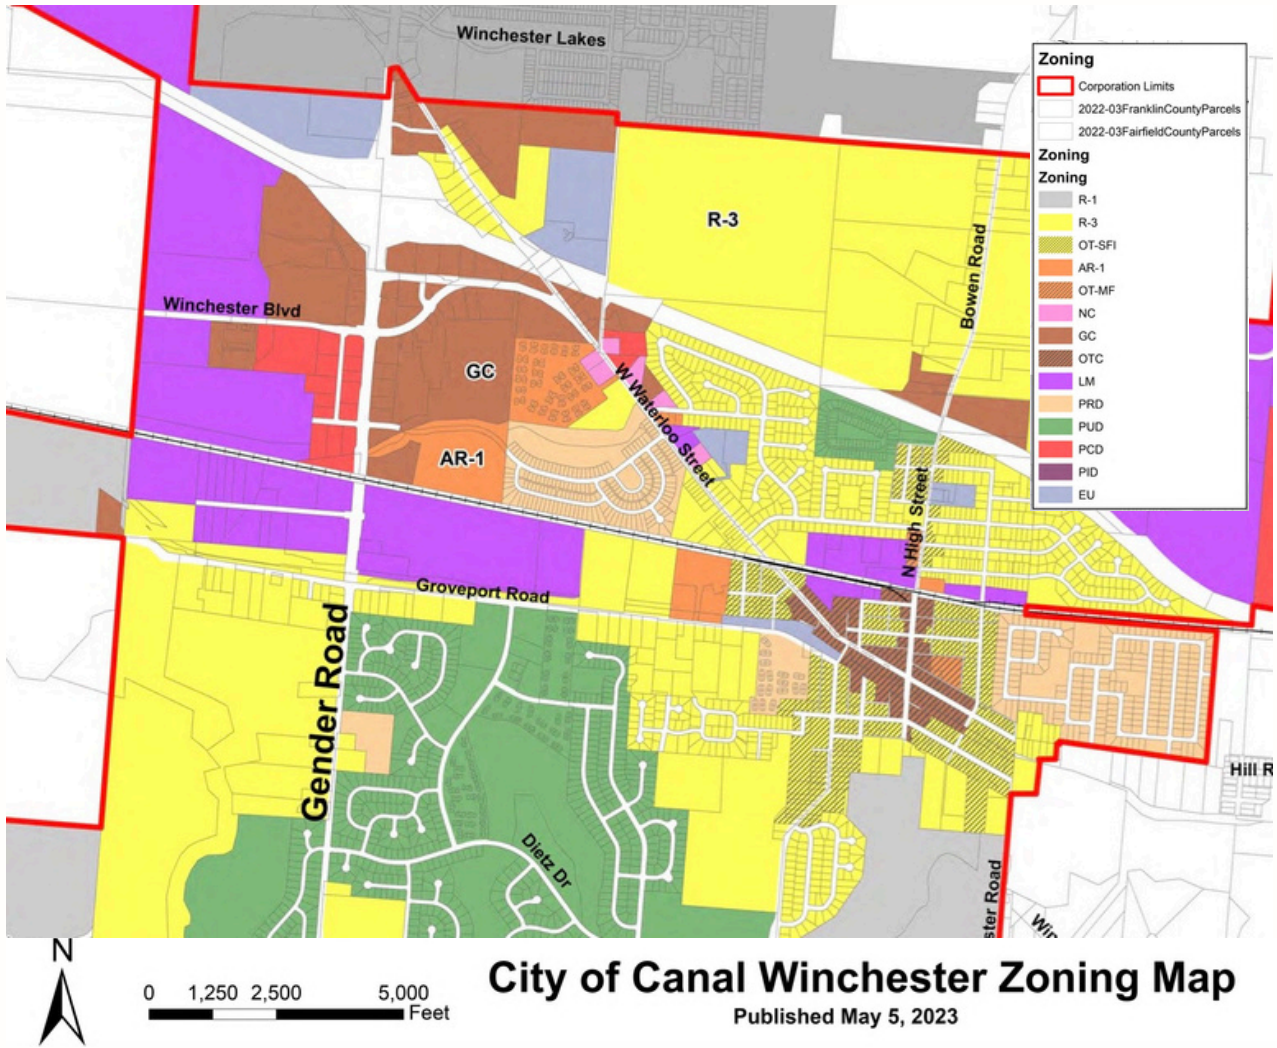 Winchester Lakes
Zoning
Corporation Limits
2022-03FranklinCountyParcels
2022-03FairfieldCountyParcels
Zoning
Zoning
R-1
R-3
OT-SFI
AR-1
OT-MF
NC
GC
OTC
LM
PRD
PUD
PCD
PID
EU
R-3
Bowen Road
Winchester Blvd
GC
W Waterloo Street
AR-1
N High Street
Groveport Road
Gender Road
Hill R
Dietz Dr
ster Road
Win
N
0 1,250 2,500 5,000
Feet
City of Canal Winchester Zoning Map
Published May 5, 2023